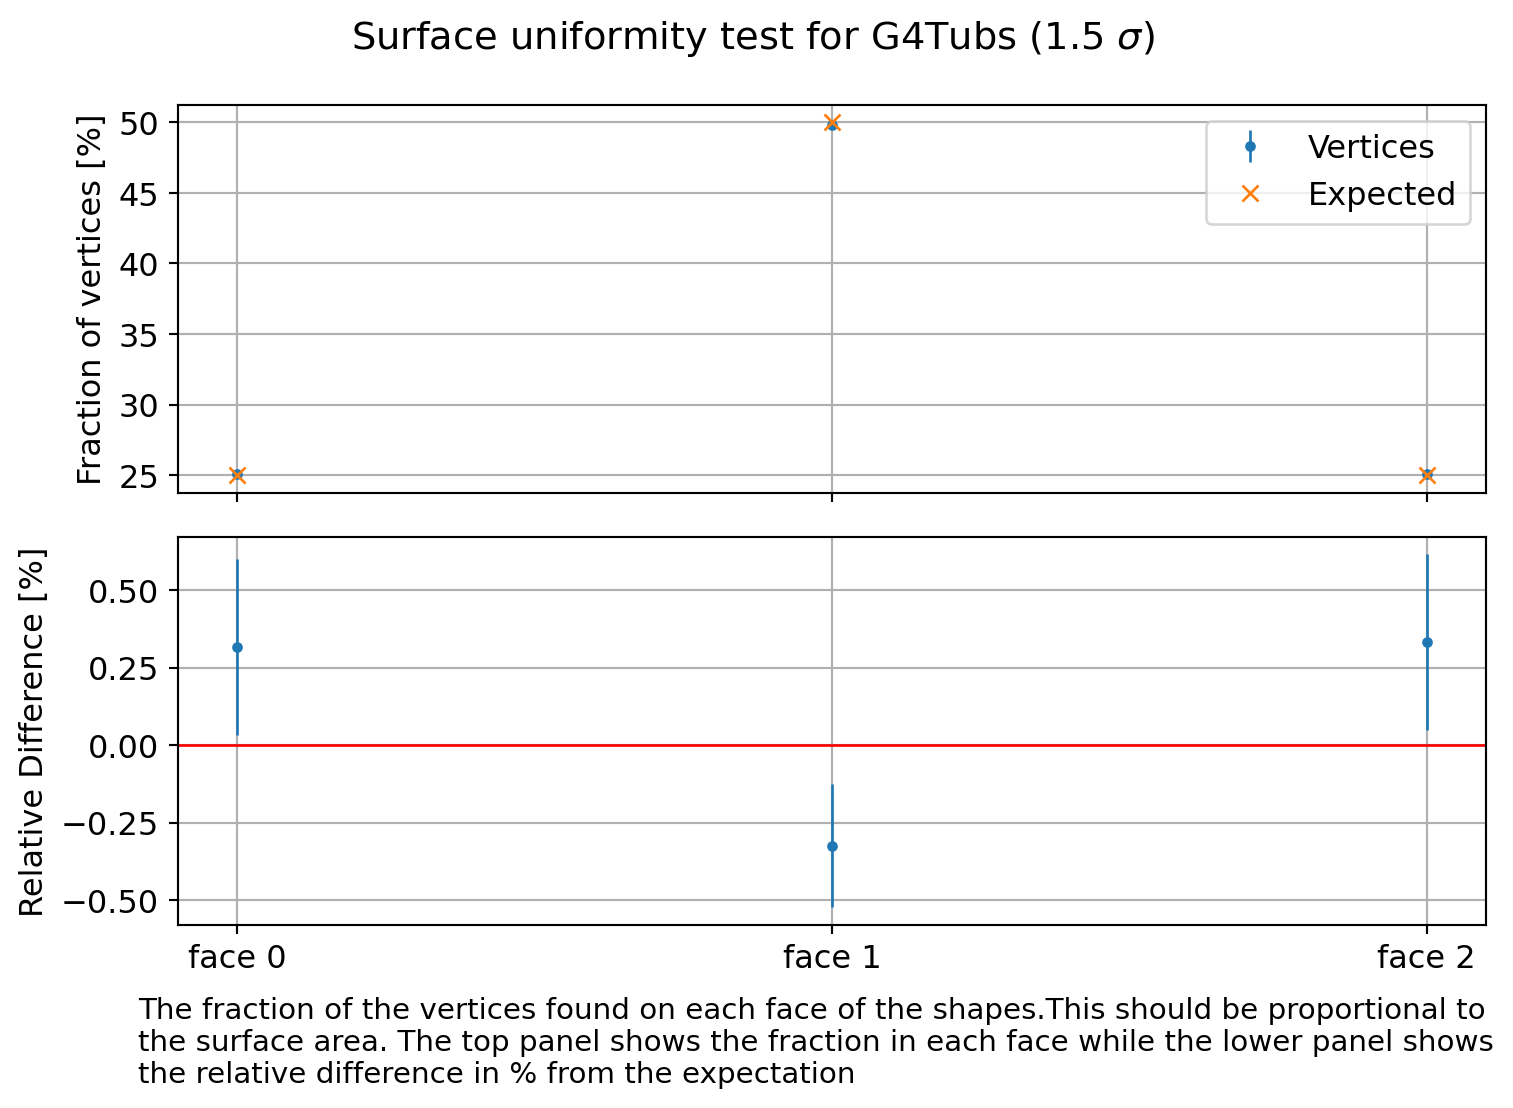 Surface uniformity test for G4Tubs (1.5 σ)
Fraction of vertices [%]
50
45
40
35
30
25
Vertices
Expected
Relative Difference [%]
0.50
0.25
0.00
−0.25
−0.50
face 0
face 1
face 2
The fraction of the vertices found on each face of the shapes.This should be proportional to
the surface area. The top panel shows the fraction in each face while the lower panel shows
the relative difference in % from the expectation